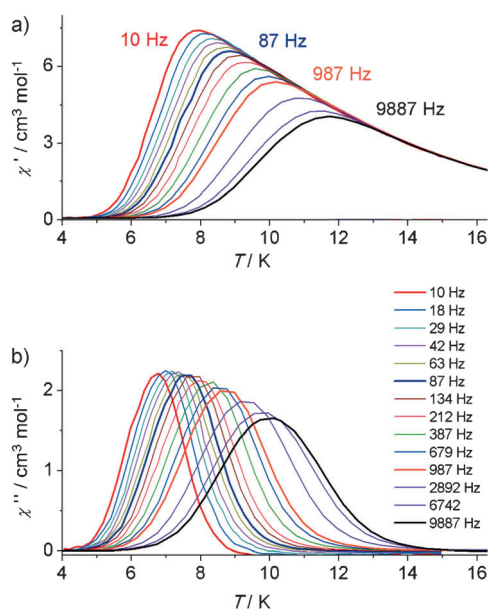 a)
10 Hz
87 Hz
987 Hz
9887 Hz
χ' / cm³ mol⁻¹
6
3
0
4 6 8 10 12 14 16
T / K
b)
χ'' / cm³ mol⁻¹
2
1
0
4 6 8 10 12 14 16
T / K
10 Hz
18 Hz
29 Hz
42 Hz
63 Hz
87 Hz
134 Hz
212 Hz
387 Hz
679 Hz
987 Hz
2892 Hz
6742
9887 Hz